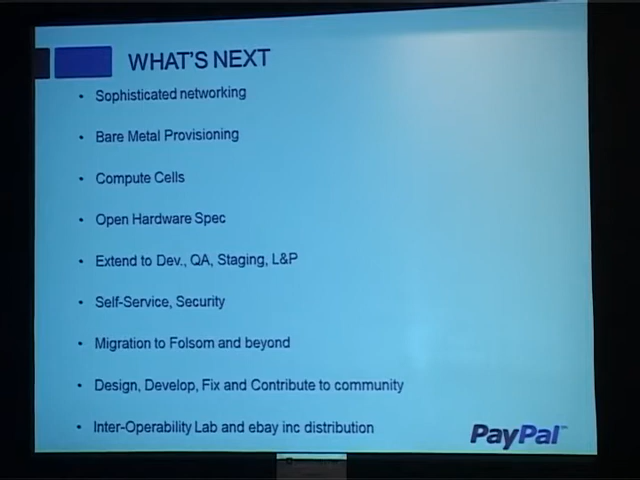 WHAT'S NEXT
• Sophisticated networking
• Bare Metal Provisioning
• Compute Cells
• Open Hardware Spec
• Extend to Dev., QA, Staging, L&P
• Self-Service, Security
• Migration to Folsom and beyond
• Design, Develop, Fix and Contribute to community
• Inter-Operability Lab and ebay inc distribution
PayPal™